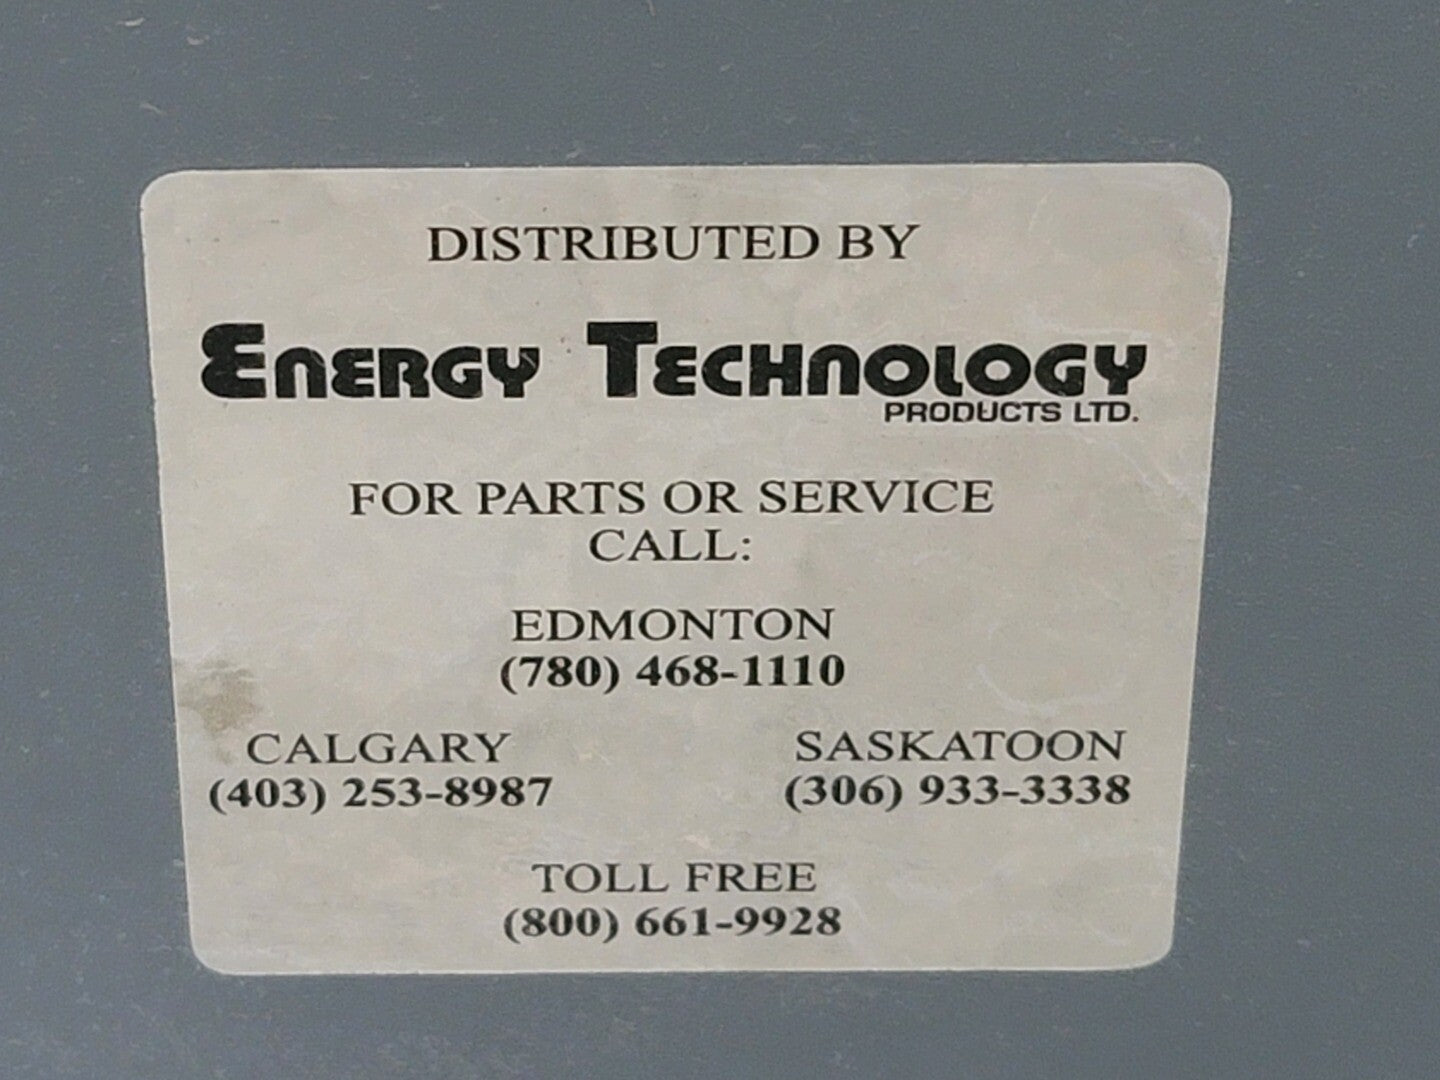 DISTRIBUTED BY
ENERGY TECHNOLOGY
PRODUCTS LTD.
FOR PARTS OR SERVICE
CALL:
EDMONTON
(780) 468-1110
CALGARY
(403) 253-8987
SASKATOON
(306) 933-3338
TOLL FREE
(800) 661-9928